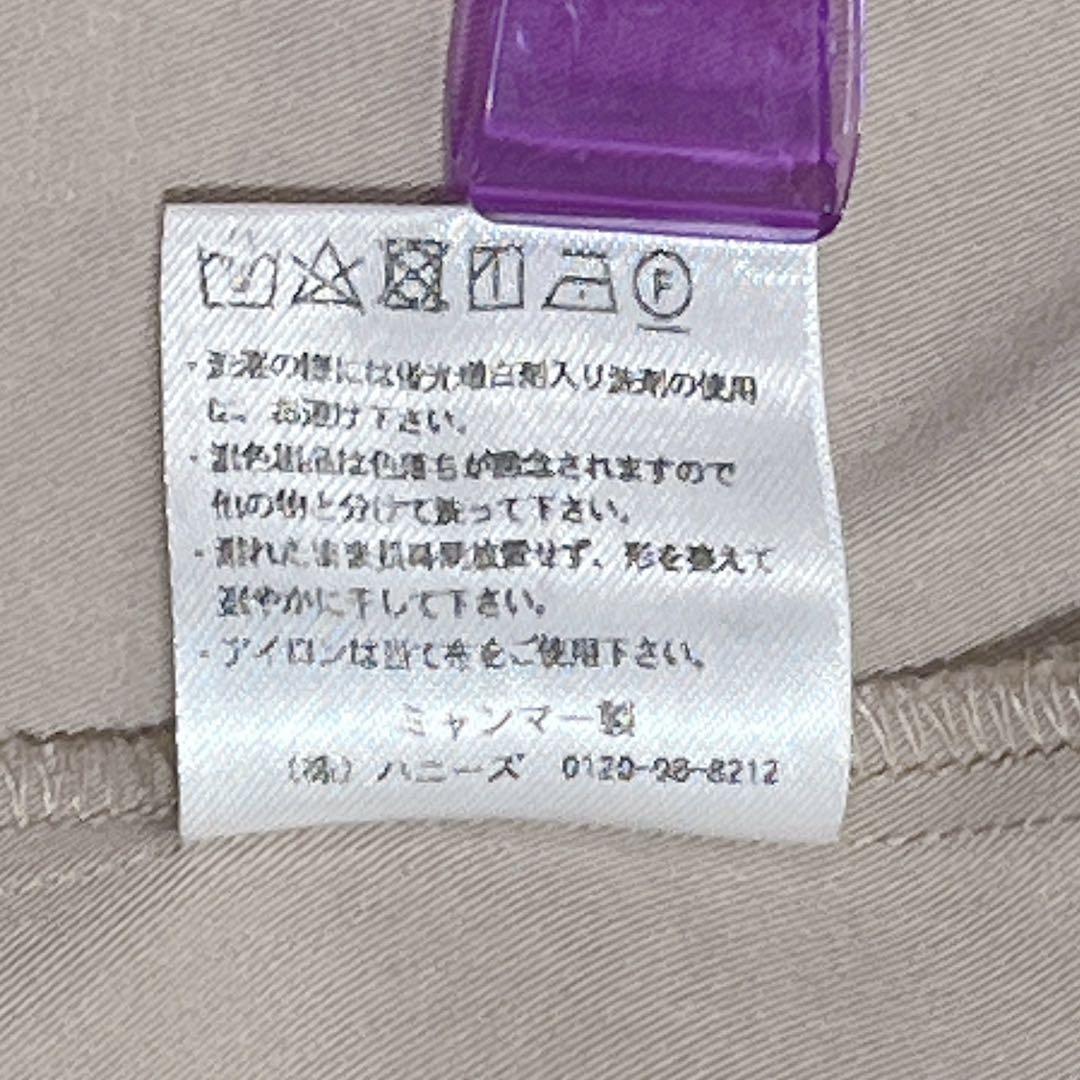 F
・洗濯の際には蛍光増白剤入り洗剤の使用
は、お避け下さい。
・濃色製品は色落ちが懸念されますので
他の物と分けて洗って下さい。
・濡れたまま長時間放置せず、形を整えて
速やかに干して下さい。
・アイロンは当て布をご使用下さい。
ミャンマー製
(株) ハニーズ 0120-98-8212